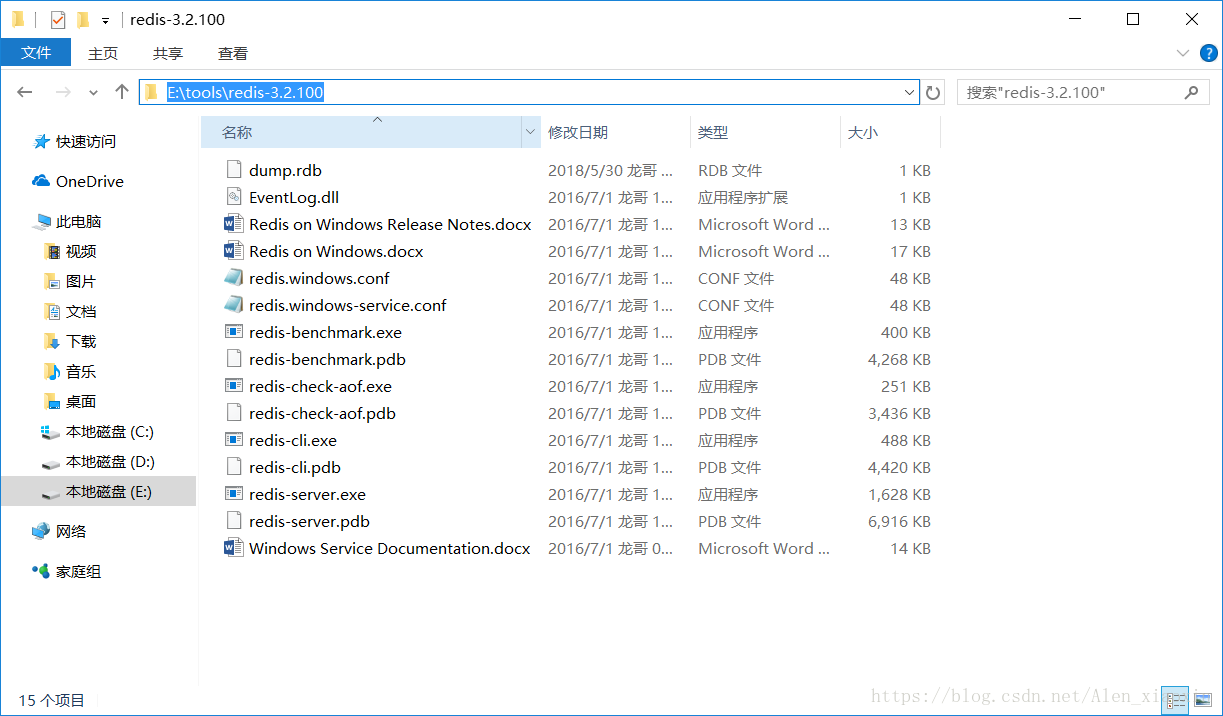 redis-3.2.100
文件 主页 共享 查看
E:\tools\redis-3.2.100 搜索"redis-3.2.100"
快速访问
OneDrive
此电脑
视频
图片
文档
下载
音乐
桌面
本地磁盘 (C:)
本地磁盘 (D:)
本地磁盘 (E:)
网络
家庭组
名称 修改日期 类型 大小
dump.rdb 2018/5/30 龙哥 ... RDB 文件 1 KB
EventLog.dll 2016/7/1 龙哥 1... 应用程序扩展 1 KB
Redis on Windows Release Notes.docx 2016/7/1 龙哥 1... Microsoft Word ... 13 KB
Redis on Windows.docx 2016/7/1 龙哥 1... Microsoft Word ... 17 KB
redis.windows.conf 2016/7/1 龙哥 1... CONF 文件 48 KB
redis.windows-service.conf 2016/7/1 龙哥 1... CONF 文件 48 KB
redis-benchmark.exe 2016/7/1 龙哥 1... 应用程序 400 KB
redis-benchmark.pdb 2016/7/1 龙哥 1... PDB 文件 4,268 KB
redis-check-aof.exe 2016/7/1 龙哥 1... 应用程序 251 KB
redis-check-aof.pdb 2016/7/1 龙哥 1... PDB 文件 3,436 KB
redis-cli.exe 2016/7/1 龙哥 1... 应用程序 488 KB
redis-cli.pdb 2016/7/1 龙哥 1... PDB 文件 4,420 KB
redis-server.exe 2016/7/1 龙哥 1... 应用程序 1,628 KB
redis-server.pdb 2016/7/1 龙哥 1... PDB 文件 6,916 KB
Windows Service Documentation.docx 2016/7/1 龙哥 0... Microsoft Word ... 14 KB
15 个项目